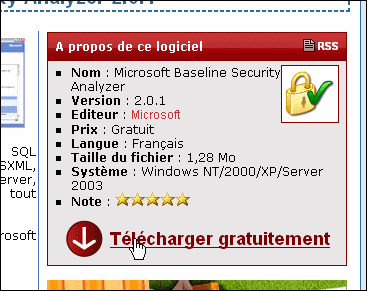 ty Analyzer 2.0.1
A propos de ce logiciel
RSS
Nom : Microsoft Baseline Security
Analyzer
Version : 2.0.1
Editeur : Microsoft
Prix : Gratuit
Langue : Français
Taille du fichier : 1,28 Mo
Système : Windows NT/2000/XP/Server
2003
Note :
Télécharger gratuitement
SQL
SXML,
erver,
tout
rosoft